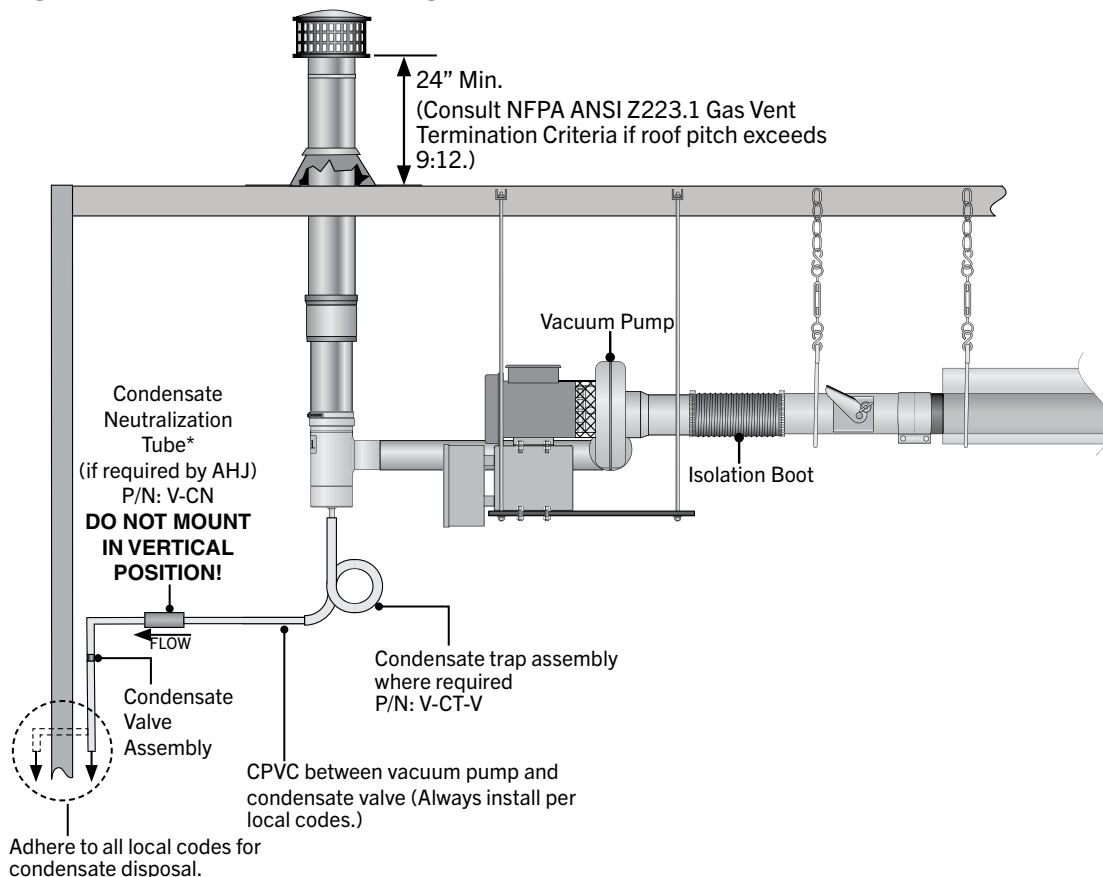 24” Min.
(Consult NFPA ANSI Z223.1 Gas Vent
Termination Criteria if roof pitch exceeds
9:12.)
Vacuum Pump
Isolation Boot
Condensate
Neutralization
Tube*
(if required by AHJ)
P/N: V-CN
DO NOT MOUNT
IN VERTICAL
POSITION!
FLOW
Condensate trap assembly
where required
P/N: V-CT-V
Condensate
Valve
Assembly
CPVC between vacuum pump and
condensate valve (Always install per
local codes.)
Adhere to all local codes for
condensate disposal.